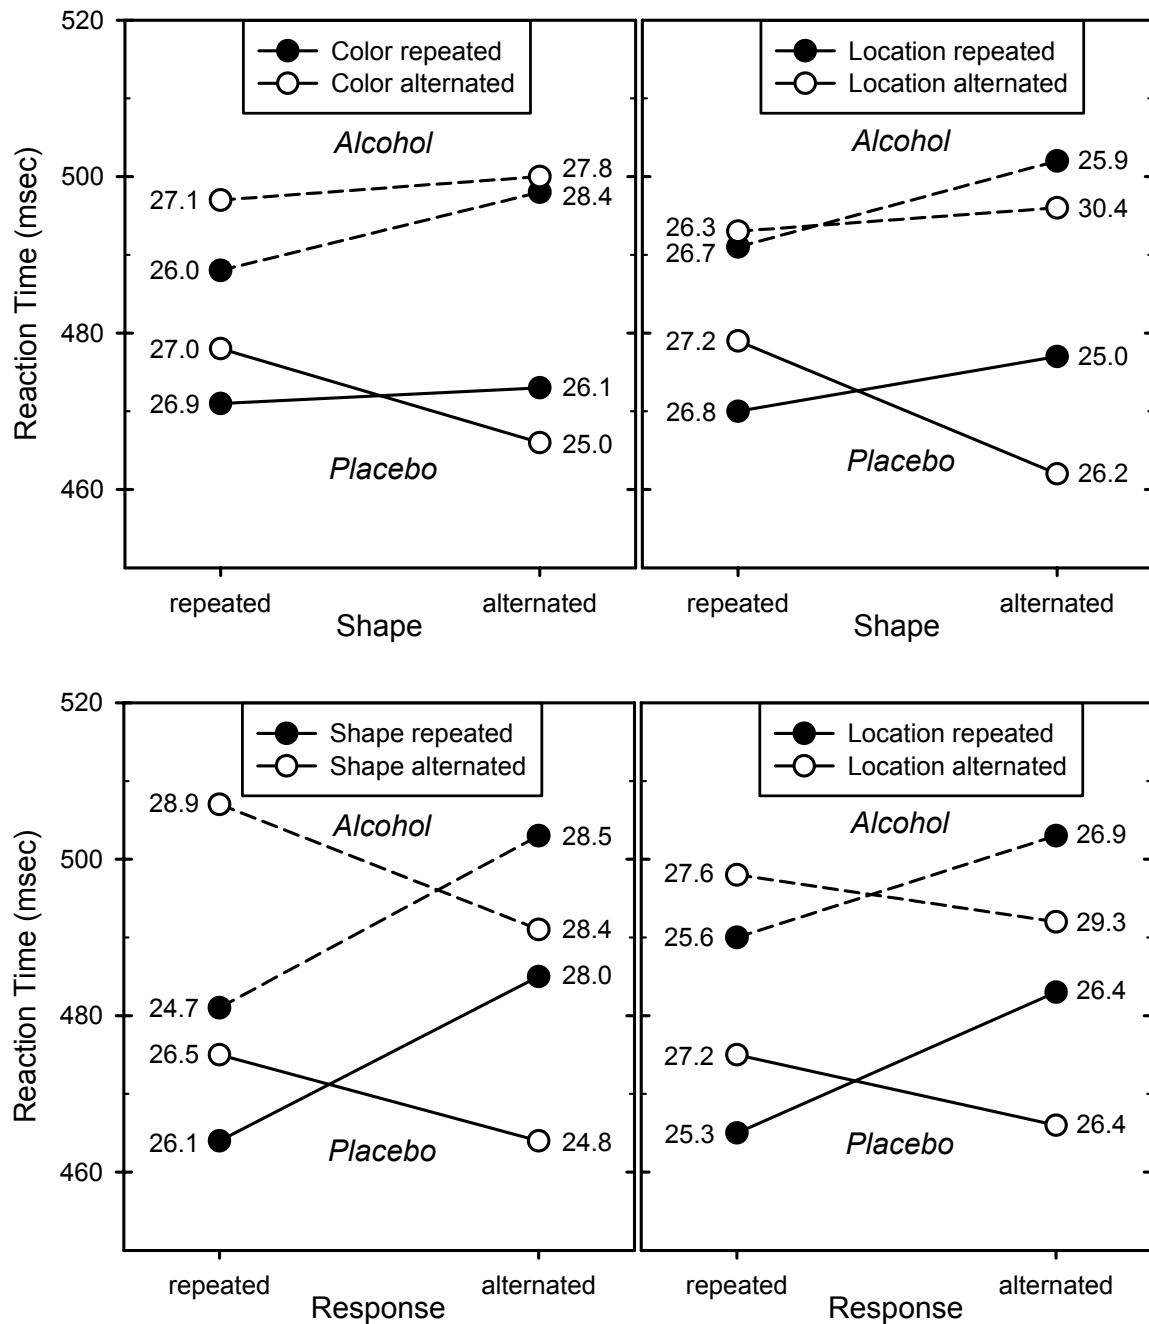 520
500
480
460
Reaction Time (msec)
Color repeated
Color alternated
Alcohol
27.1
26.0
27.8
28.4
27.0
26.9
26.1
25.0
Placebo
repeated
alternated
Shape
Location repeated
Location alternated
Alcohol
26.3
26.7
25.9
30.4
27.2
26.8
25.0
26.2
Placebo
repeated
alternated
Shape
520
500
480
460
Reaction Time (msec)
Shape repeated
Shape alternated
Alcohol
28.9
28.5
28.4
24.7
28.0
26.5
26.1
24.8
Placebo
repeated
alternated
Response
Location repeated
Location alternated
Alcohol
27.6
26.9
25.6
29.3
26.4
27.2
25.3
26.4
Placebo
repeated
alternated
Response